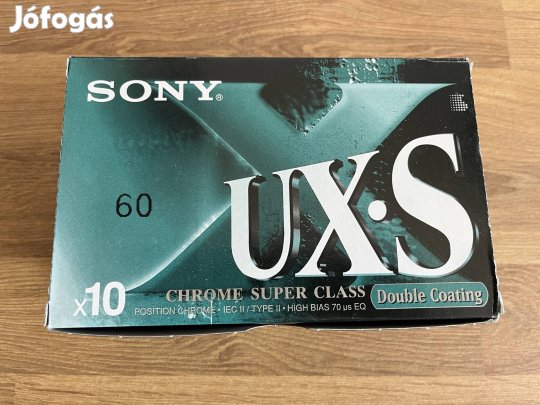 Jófogás
SONY®
60
UX·S
x10
CHROME SUPER CLASS Double Coating
POSITION CHROME · IEC II / TYPE II · HIGH BIAS 70 µs EQ